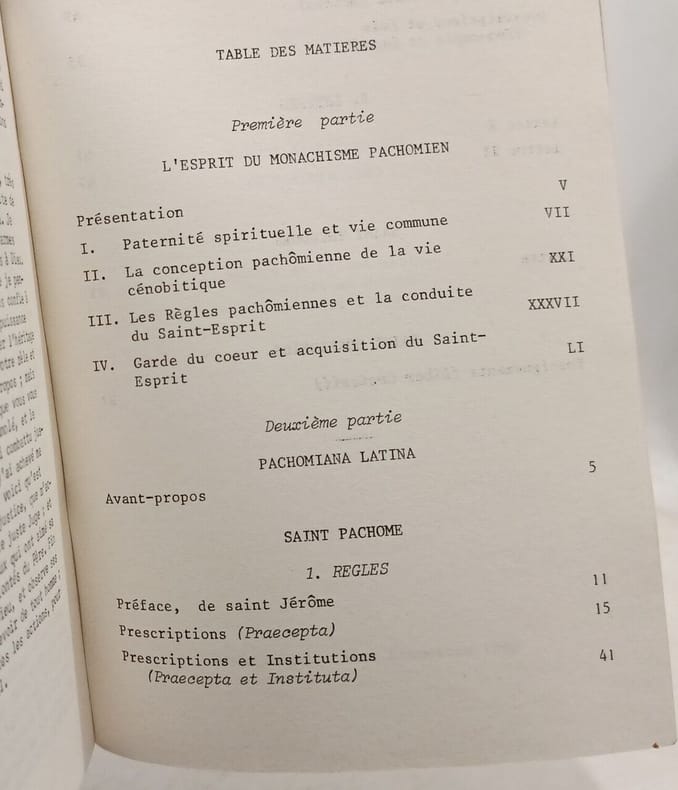 TABLE DES MATIERES
Première partie
L'ESPRIT DU MONACHISME PACHOMIEN
Présentation V
I. Paternité spirituelle et vie commune VII
II. La conception pachômienne de la vie
cénobitique XXI
III. Les Règles pachômiennes et la conduite
du Saint-Esprit XXXVII
IV. Garde du coeur et acquisition du Saint-
Esprit LI
Deuxième partie
PACHOMIANA LATINA
Avant-propos 5
SAINT PACHOME
1. REGLES
Préface, de saint Jérôme 11
Prescriptions (Praecepta) 15
Prescriptions et Institutions 41
(Praecepta et Instituta)